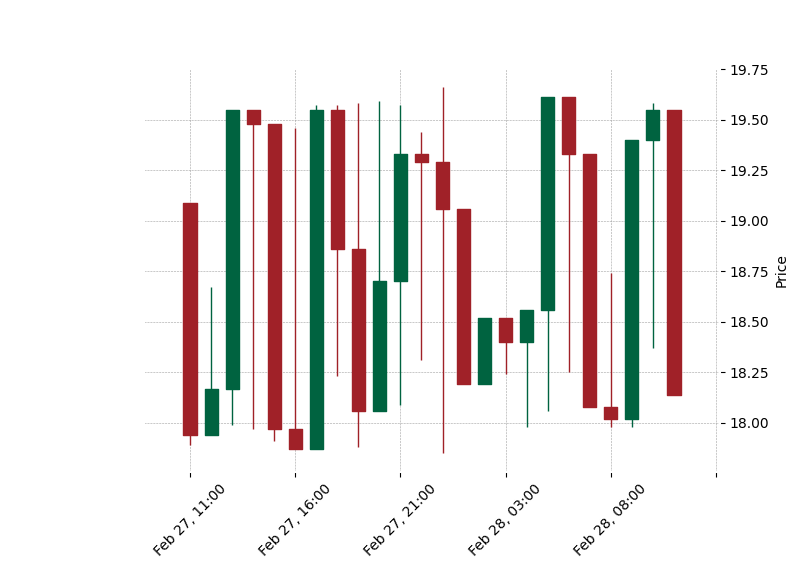 19.75
19.50
19.25
19.00
18.75
18.50
18.25
18.00
Price
Feb 27, 11:00
Feb 27, 16:00
Feb 27, 21:00
Feb 28, 03:00
Feb 28, 08:00